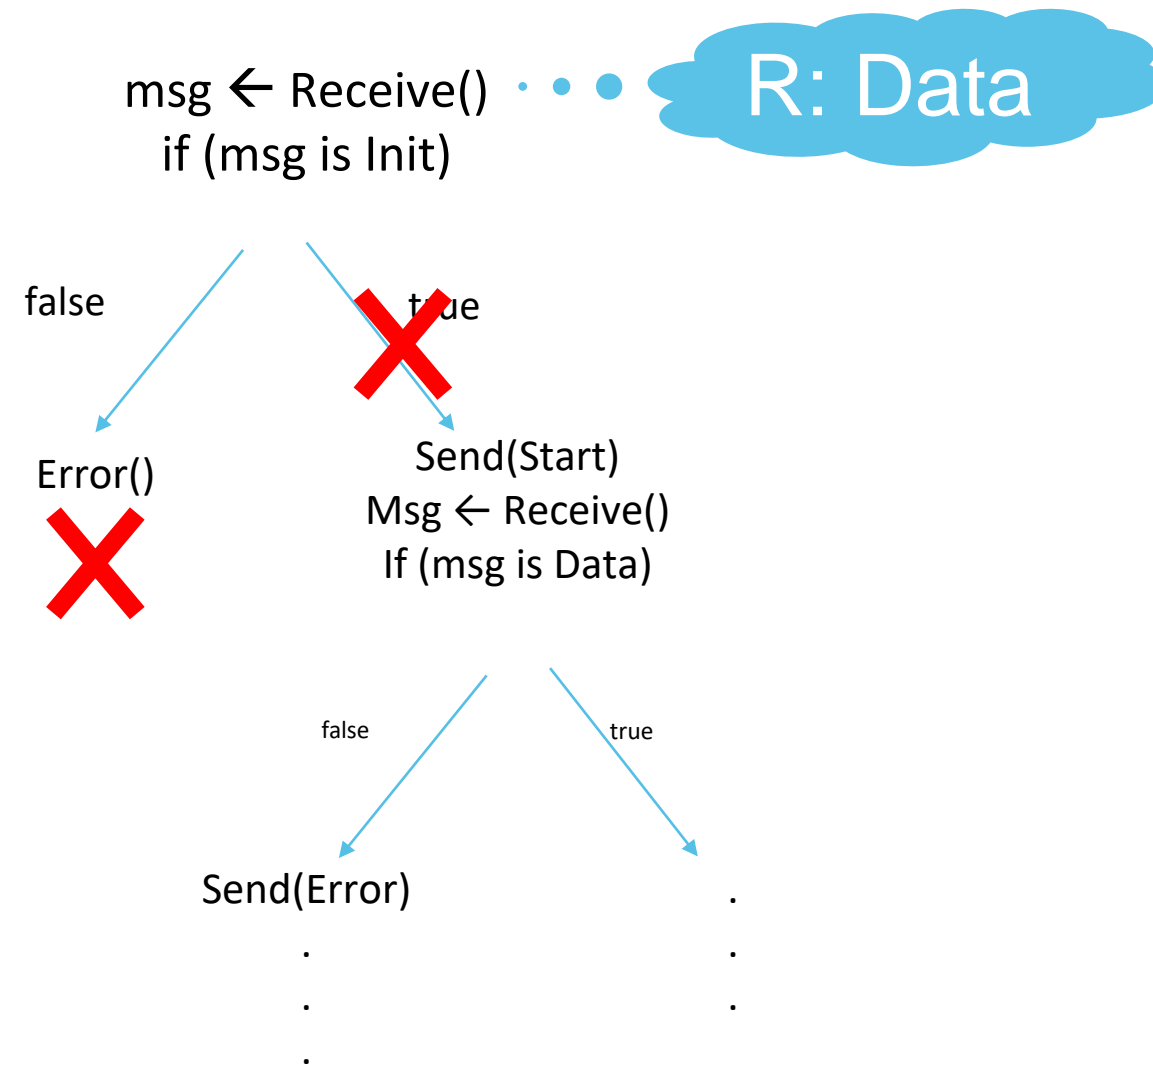 msg ← Receive()
if (msg is Init)
R: Data
false
true
Error()
Send(Start)
Msg ← Receive()
If (msg is Data)
false
true
Send(Error)
.
.
.
.
.
.